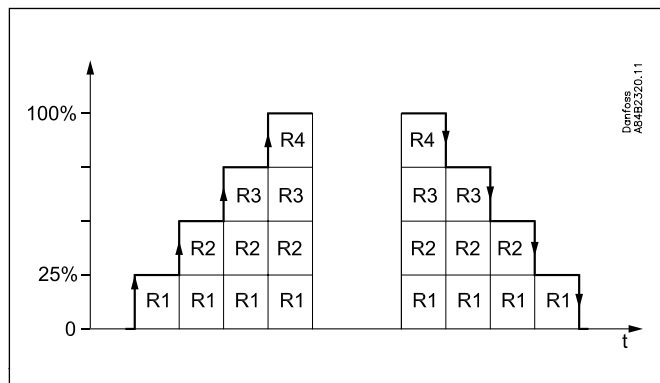 Danfoss
A84B2320.11
100%
R4 R4
R3 R3 R3 R3
R2 R2 R2 R2 R2 R2
25%
R1 R1 R1 R1 R1 R1 R1 R1
0
t